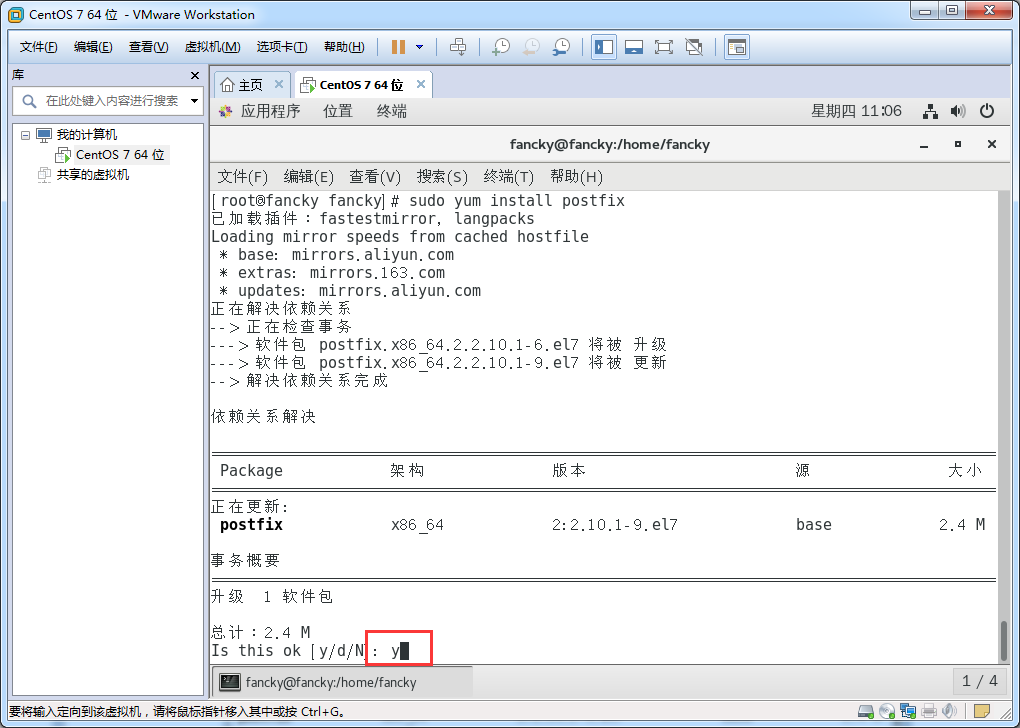 CentOS 7 64 位 - VMware Workstation
文件(F) 编辑(E) 查看(V) 虚拟机(M) 选项卡(T) 帮助(H)
库
在此处键入内容进行搜索
我的计算机
CentOS 7 64 位
共享的虚拟机
主页
CentOS 7 64 位
应用程序 位置 终端 星期四 11:06
fancky@fancky:/home/fancky
文件(F) 编辑(E) 查看(V) 搜索(S) 终端(T) 帮助(H)
[root@fancky fancky]# sudo yum install postfix
已加载插件：fastestmirror, langpacks
Loading mirror speeds from cached hostfile
* base: mirrors.aliyun.com
* extras: mirrors.163.com
* updates: mirrors.aliyun.com
正在解决依赖关系
--> 正在检查事务
---> 软件包 postfix.x86_64.2.2.10.1-6.el7 将被 升级
---> 软件包 postfix.x86_64.2.2.10.1-9.el7 将被 更新
--> 解决依赖关系完成
依赖关系解决
Package 架构 版本 源 大小
正在更新:
postfix x86_64 2:2.10.1-9.el7 base 2.4 M
事务概要
升级 1 软件包
总计：2.4 M
Is this ok [y/d/N]: y
fancky@fancky:/home/fancky 1 / 4
要将输入定向到该虚拟机，请将鼠标指针移入其中或按 Ctrl+G。